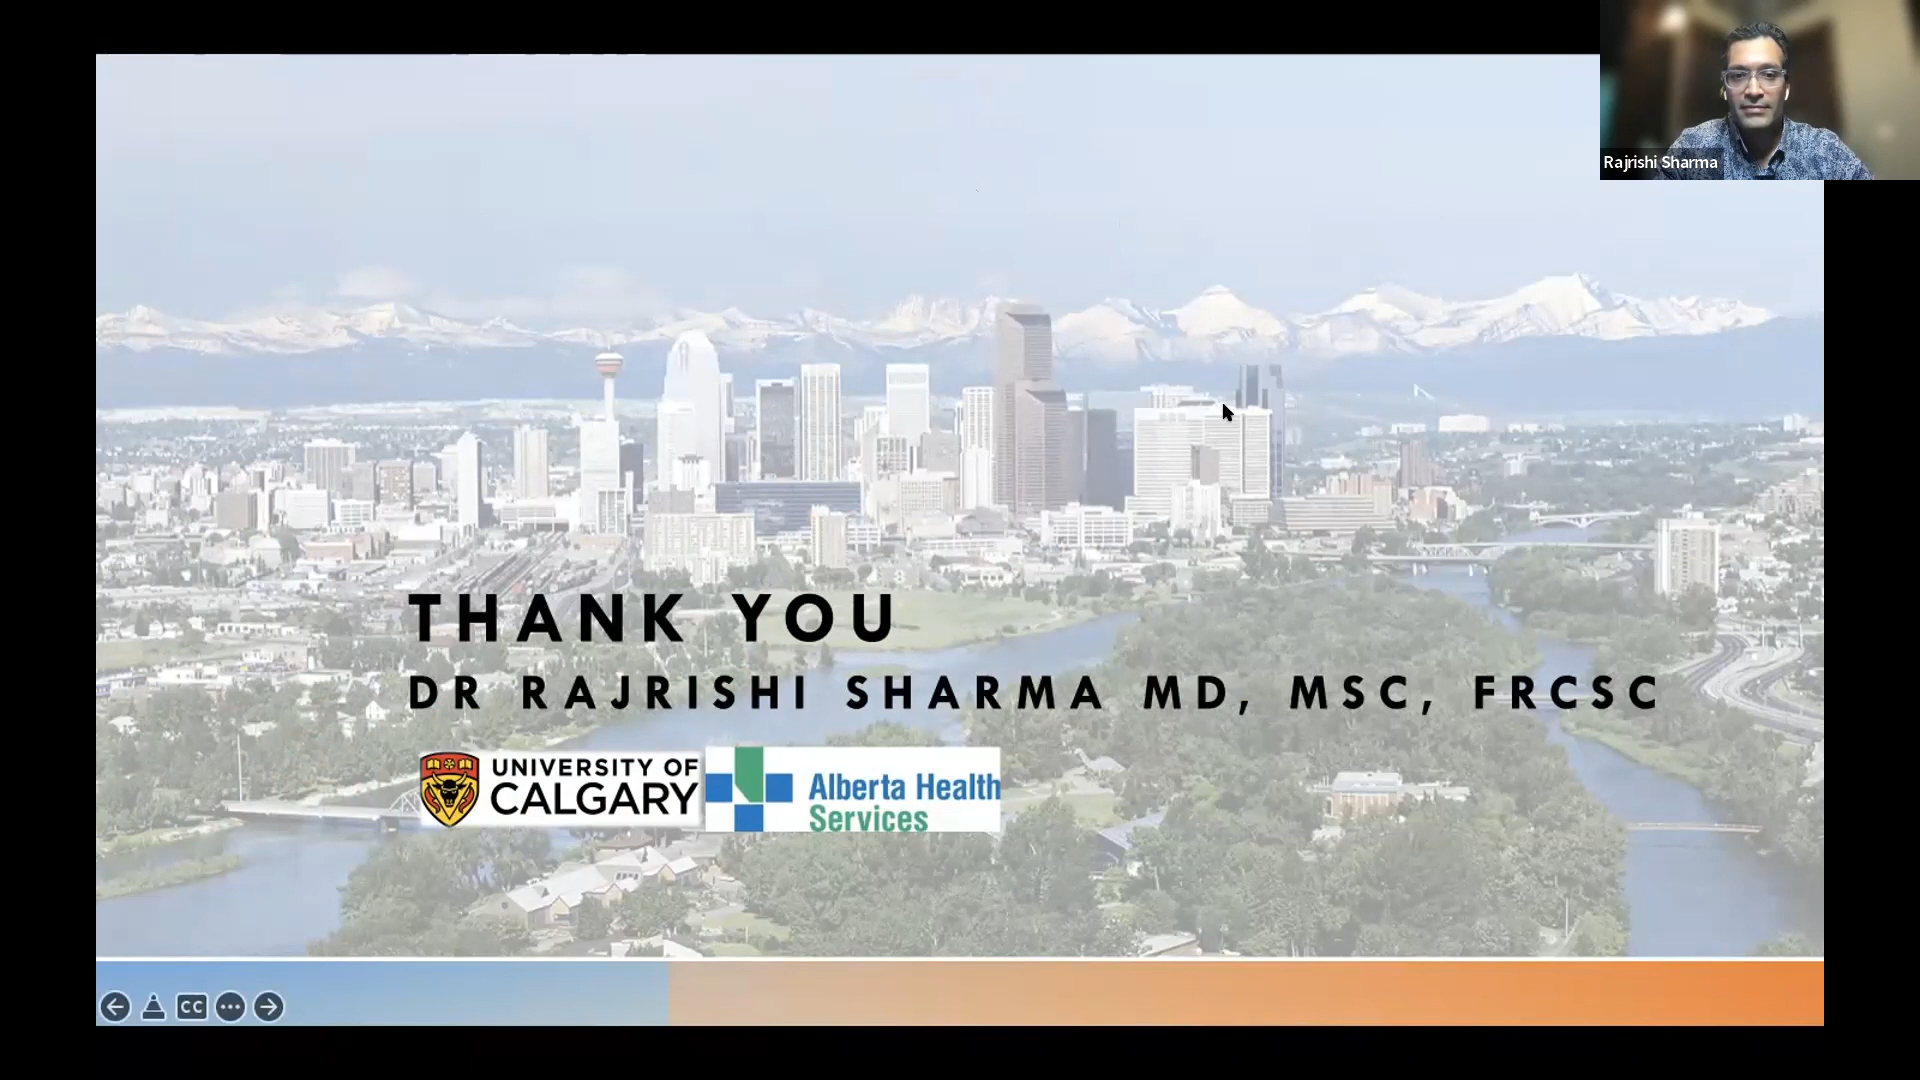 Rajrishi Sharma
THANK YOU
DR RAJRISHI SHARMA MD, MSC, FRCSC
UNIVERSITY OF
CALGARY
Alberta Health
Services
CC